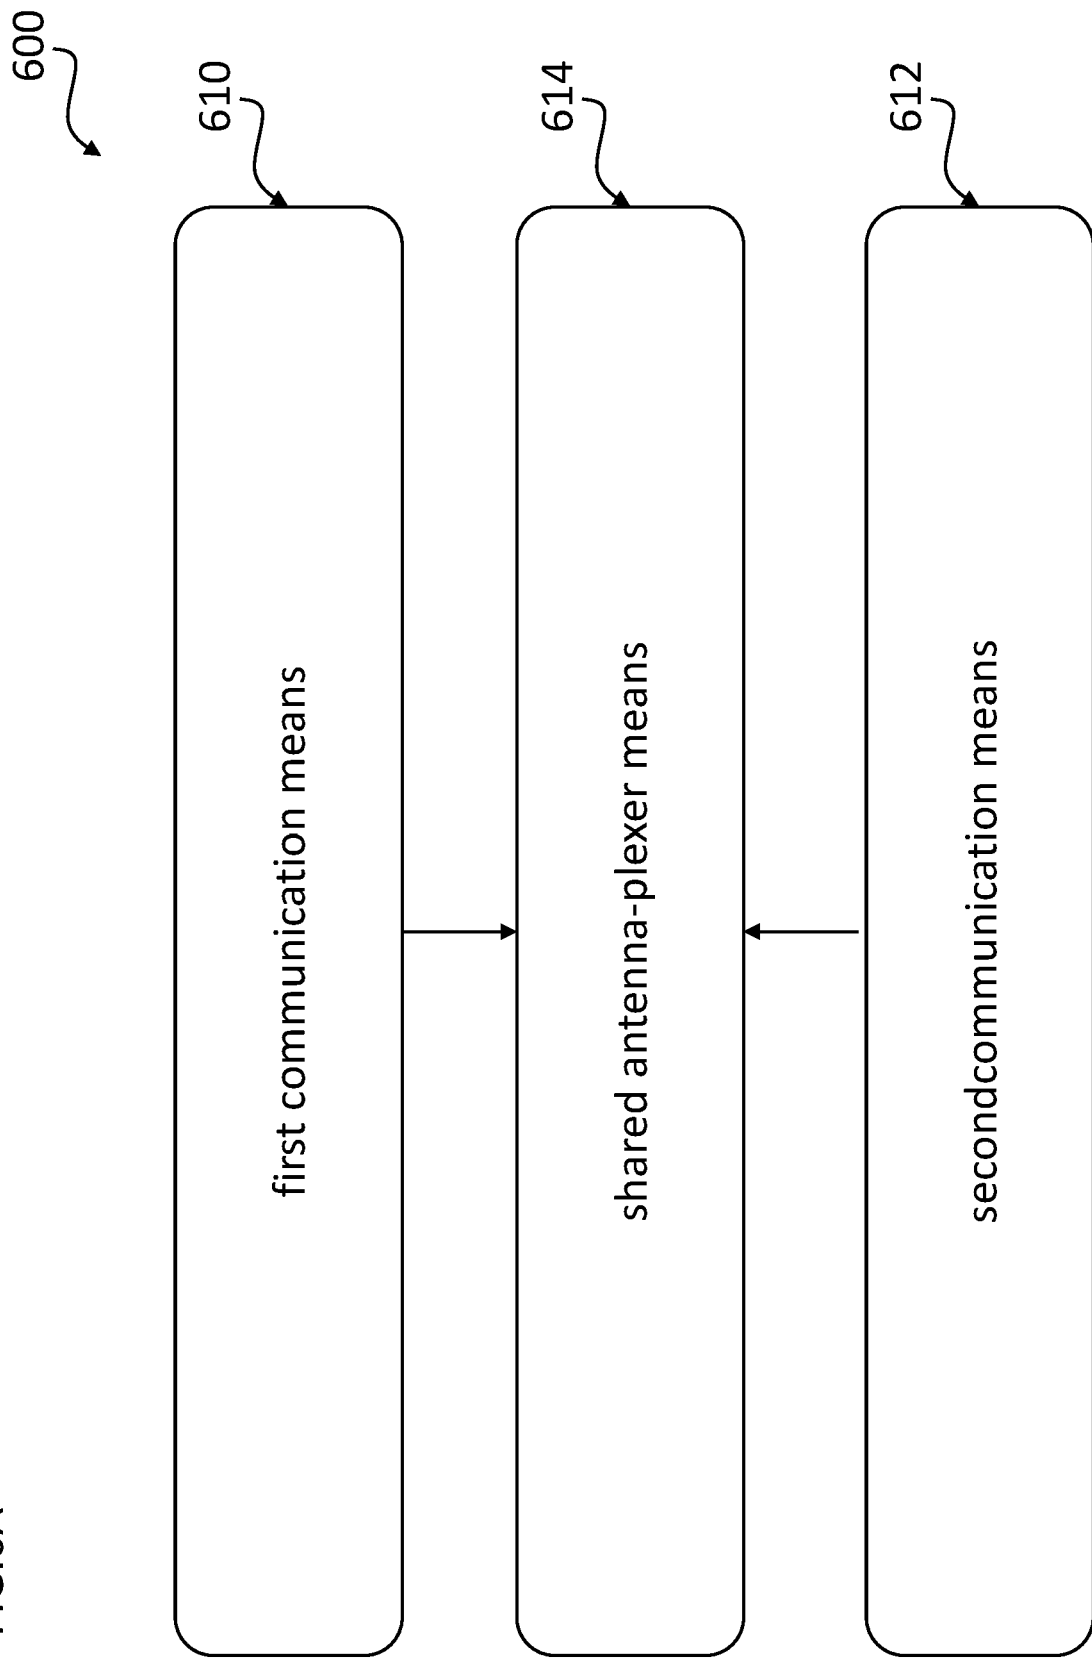 600
610
first communication means
614
shared antenna-plexer means
612
secondcommunication means